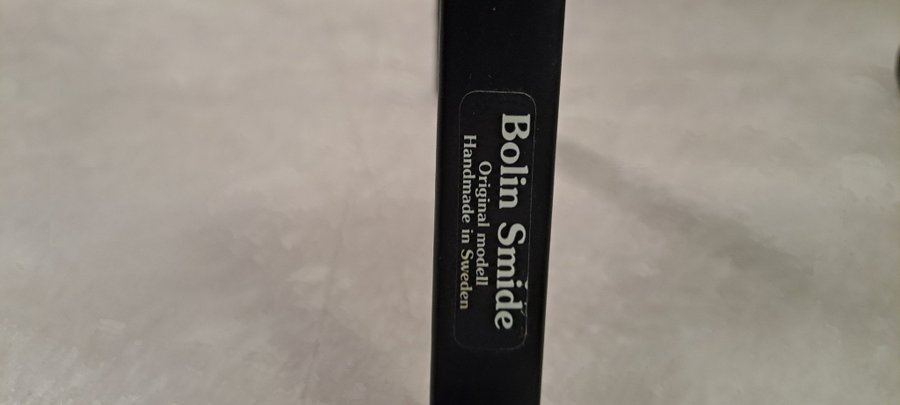 Bolin Smide
Original modell
Handmade in Sweden